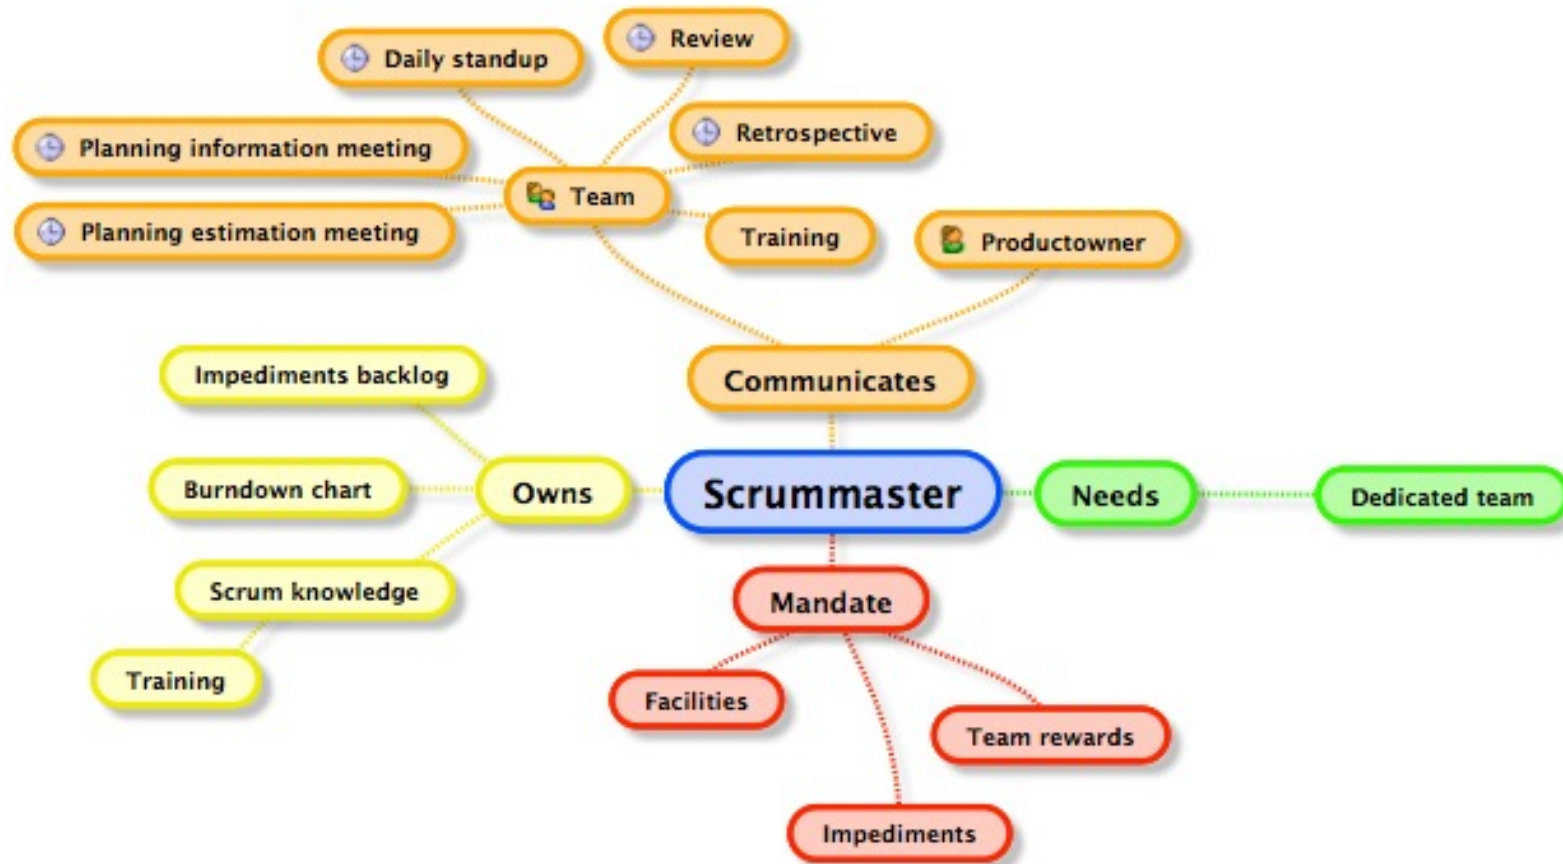 Review
Daily standup
Retrospective
Planning information meeting
Team
Planning estimation meeting
Training
Productowner
Impediments backlog
Communicates
Burndown chart
Owns
Scrummaster
Needs
Dedicated team
Scrum knowledge
Mandate
Training
Facilities
Team rewards
Impediments